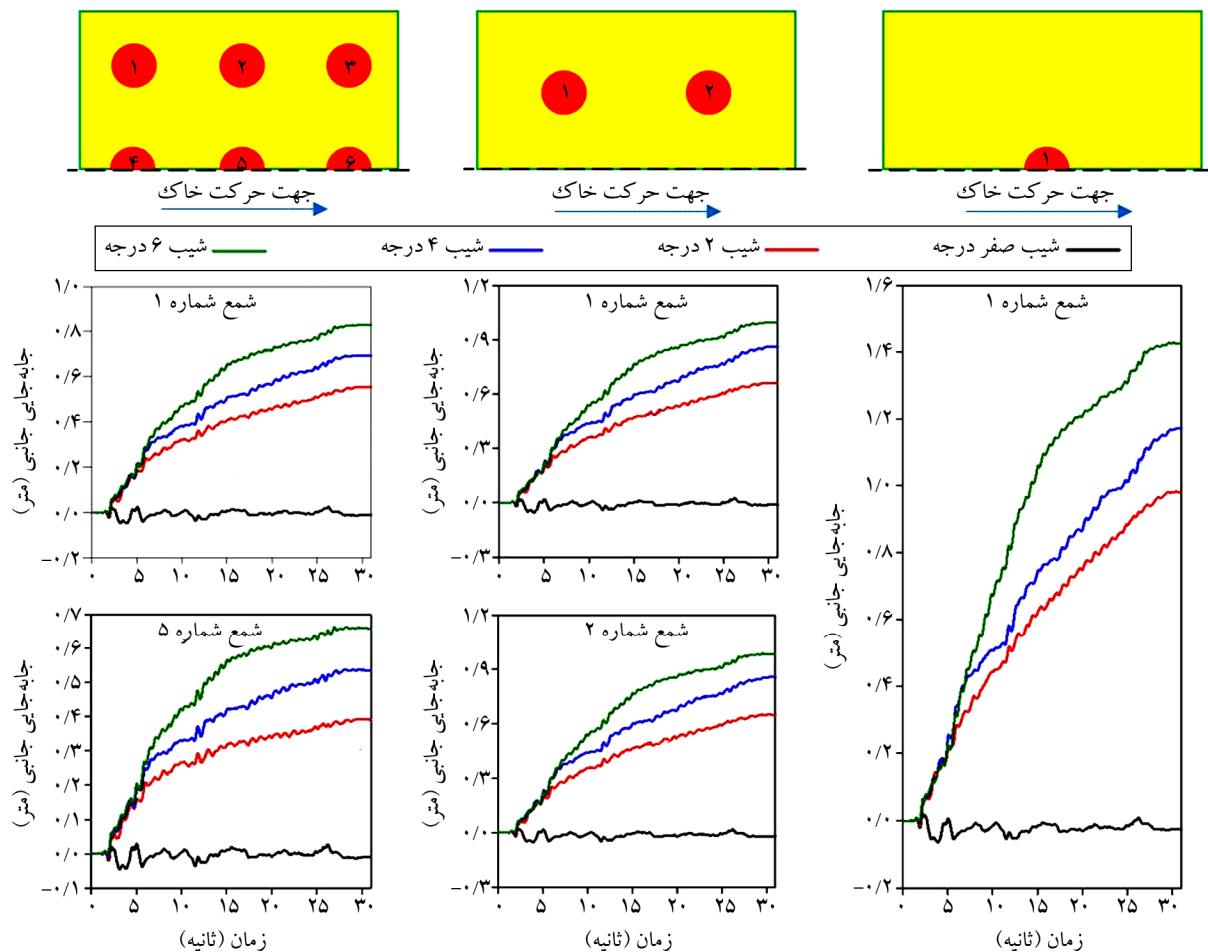 ۱ ۲ ۳
۴ ۵ ۶
جهت حرکت خاک
۱ ۲
جهت حرکت خاک
۱
جهت حرکت خاک
شیب صفر درجه
شیب ۲ درجه
شیب ۴ درجه
شیب ۶ درجه
شمع شماره ۱
جابه‌جایی جانبی (متر)
۱/۰
۰/۸
۰/۶
۰/۴
۰/۲
۰/۰
−۰/۲
۰ ۵ ۱۰ ۱۵ ۲۰ ۲۵ ۳۰
شمع شماره ۵
جابه‌جایی جانبی (متر)
۰/۷
۰/۶
۰/۵
۰/۴
۰/۳
۰/۲
۰/۱
۰/۰
−۰/۱
۰ ۵ ۱۰ ۱۵ ۲۰ ۲۵ ۳۰
زمان (ثانیه)
شمع شماره ۱
جابه‌جایی جانبی (متر)
۱/۲
۰/۹
۰/۶
۰/۳
۰/۰
−۰/۳
۰ ۵ ۱۰ ۱۵ ۲۰ ۲۵ ۳۰
شمع شماره ۲
جابه‌جایی جانبی (متر)
۱/۲
۰/۹
۰/۶
۰/۳
۰/۰
−۰/۳
۰ ۵ ۱۰ ۱۵ ۲۰ ۲۵ ۳۰
زمان (ثانیه)
شمع شماره ۱
جابه‌جایی جانبی (متر)
۱/۶
۱/۴
۱/۲
۱/۰
۰/۸
۰/۶
۰/۴
۰/۲
۰/۰
−۰/۲
۰ ۵ ۱۰ ۱۵ ۲۰ ۲۵ ۳۰
زمان (ثانیه)